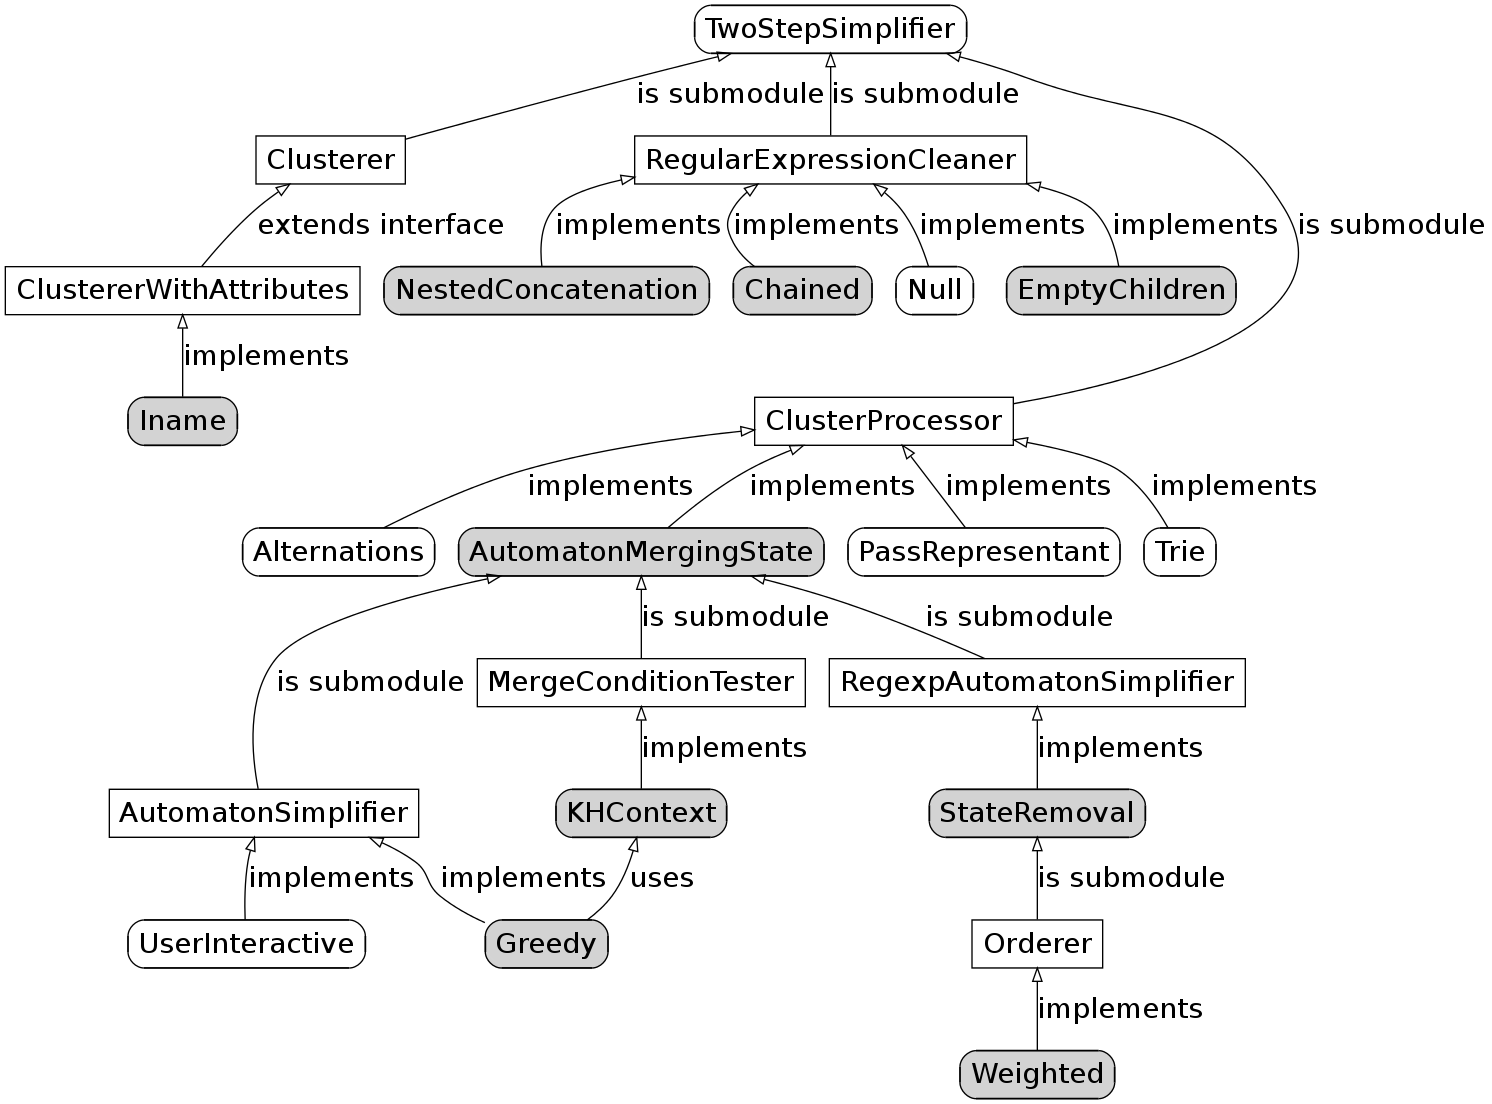 TwoStepSimplifier
is submodule
is submodule
Clusterer
RegularExpressionCleaner
extends interface
implements
implements
implements
implements
is submodule
ClustererWithAttributes
NestedConcatenation
Chained
Null
EmptyChildren
implements
Iname
ClusterProcessor
implements
implements
implements
implements
Alternations
AutomatonMergingState
PassRepresentant
Trie
is submodule
is submodule
is submodule
MergeConditionTester
RegexpAutomatonSimplifier
implements
implements
AutomatonSimplifier
KHContext
StateRemoval
implements
implements
uses
is submodule
UserInteractive
Greedy
Orderer
implements
Weighted